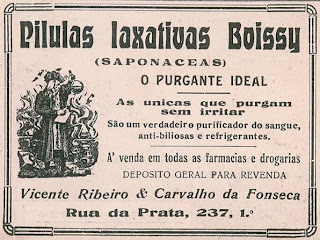 Pilulas laxativas Boissy
(SAPONACEAS)
O PURGANTE IDEAL
As unicas que purgam
sem irritar
São um verdadeiro purificador do sangue,
anti-biliosas e refrigerantes.
A' venda em todas as farmacias e drogarias
DEPOSITO GERAL PARA REVENDA
Vicente Ribeiro & Carvalho da Fonseca
Rua da Prata, 237, 1.º